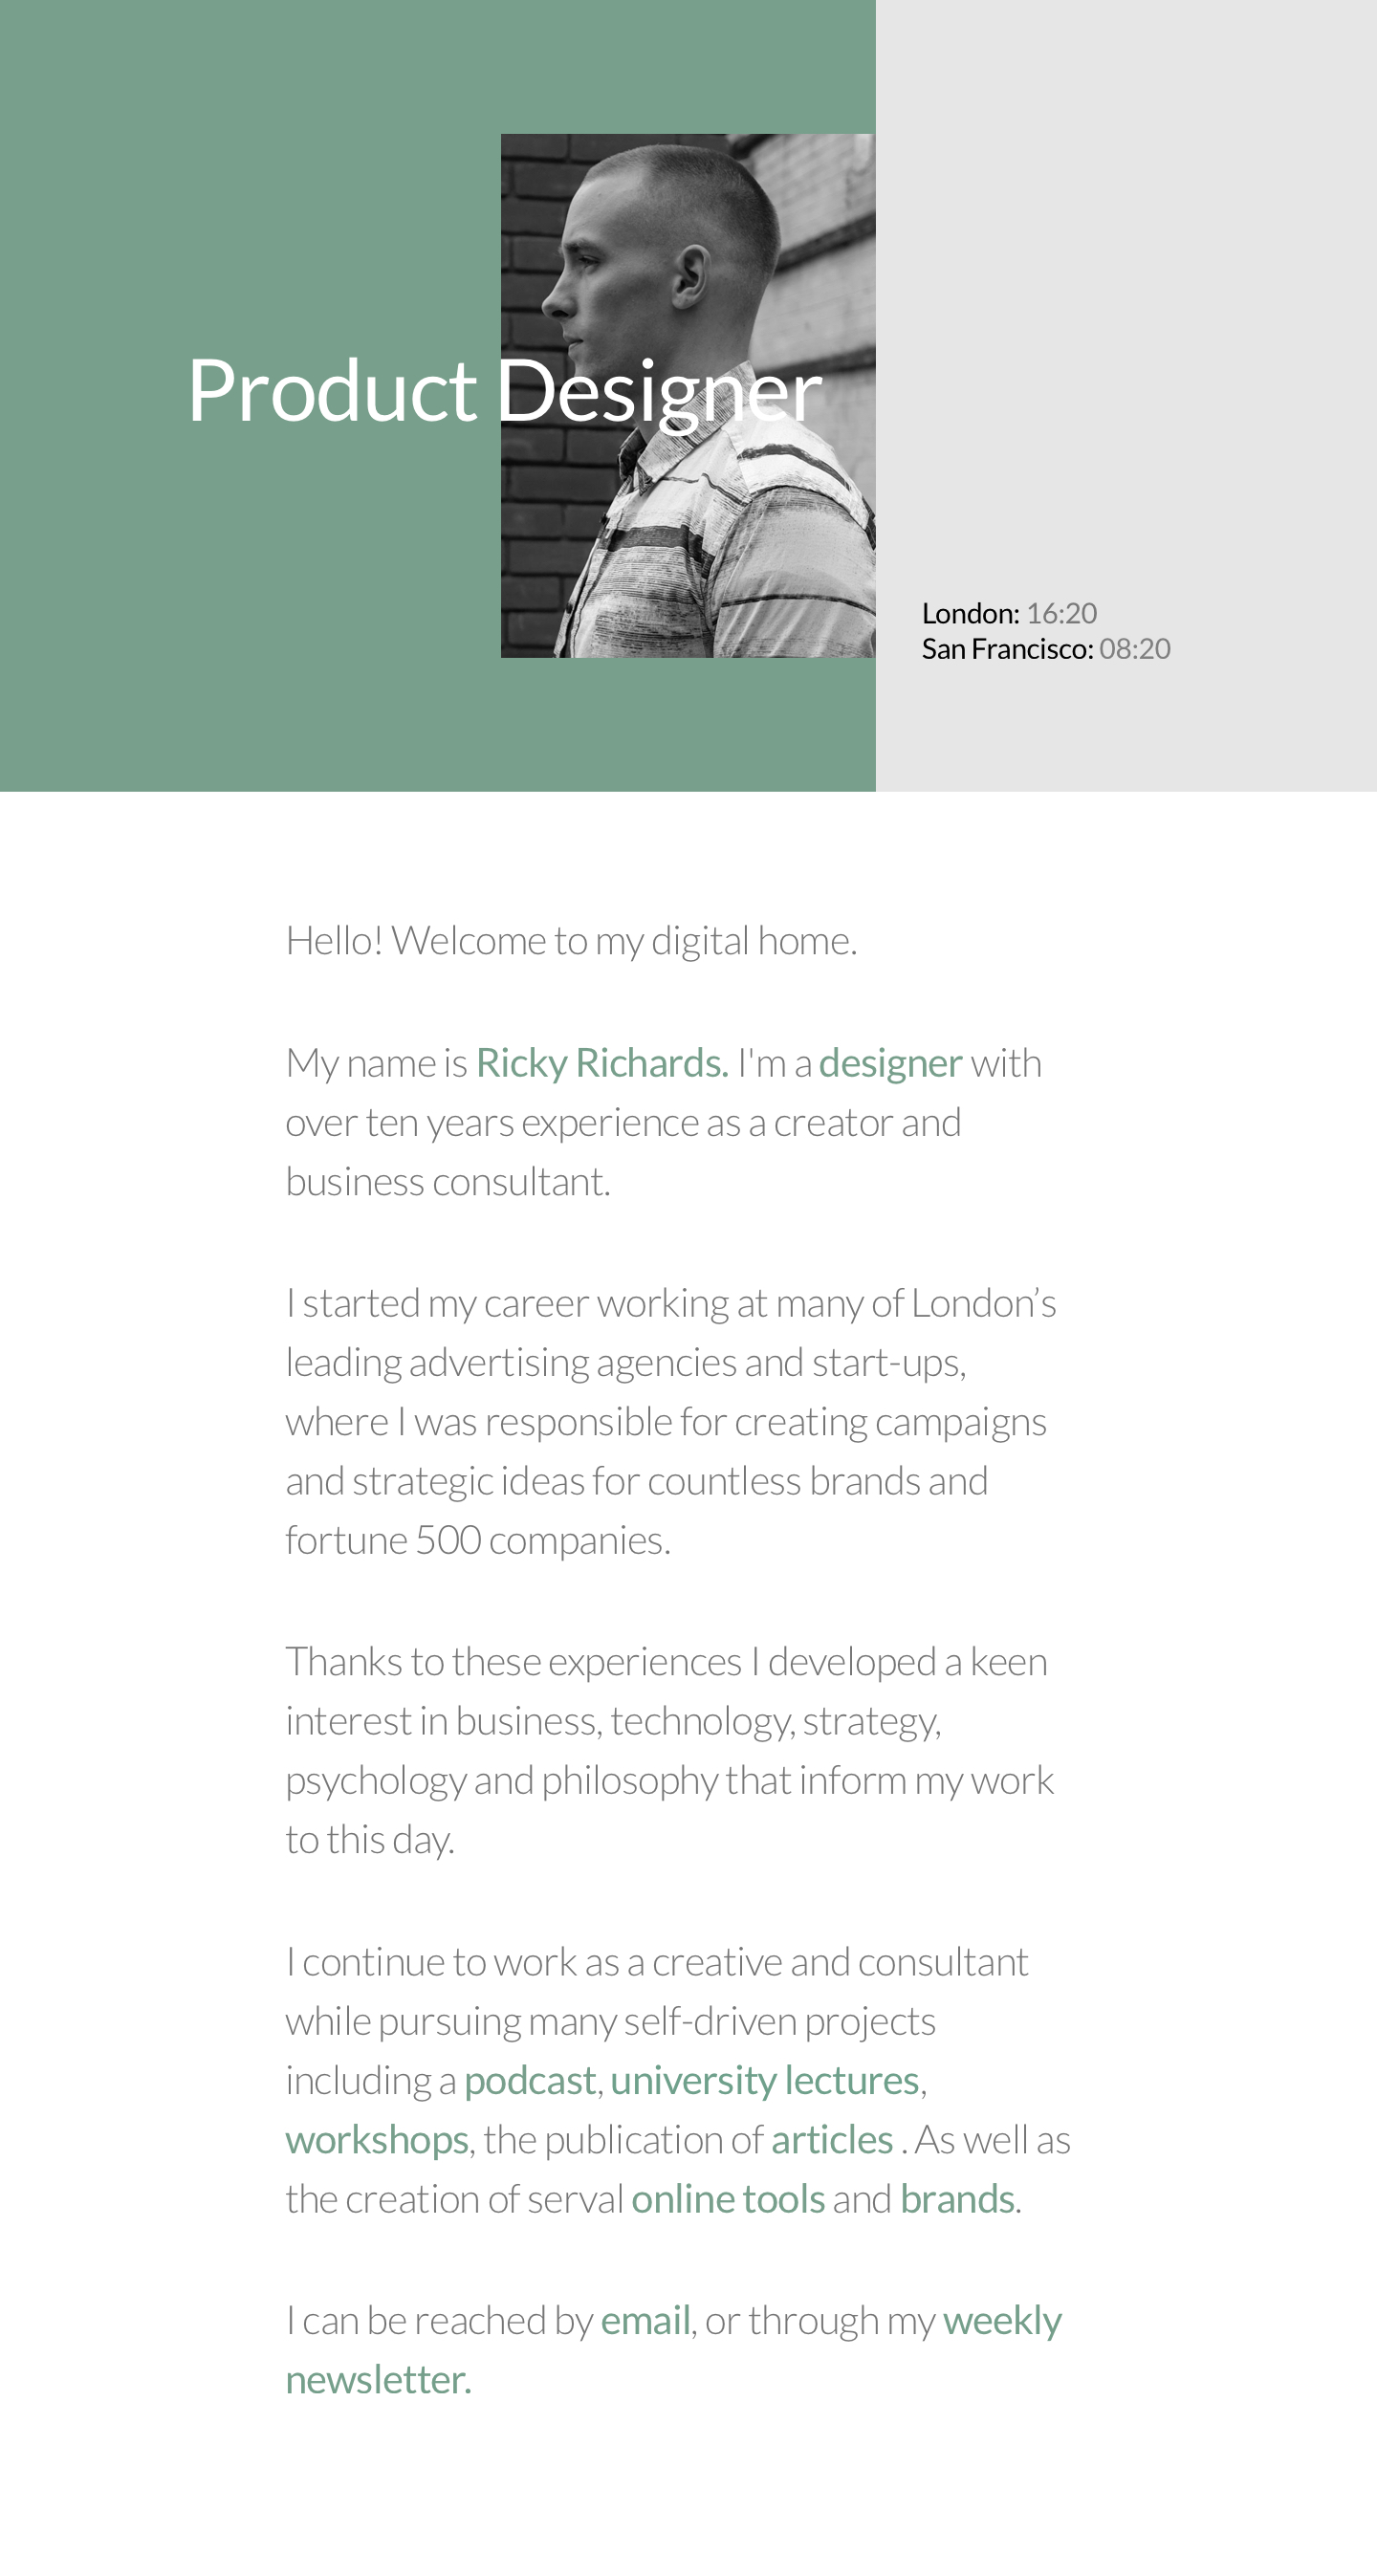 Product Designer
London: 16:20
San Francisco: 08:20
Hello! Welcome to my digital home.
My name is Ricky Richards. I'm a designer with
over ten years experience as a creator and
business consultant.
I started my career working at many of London’s
leading advertising agencies and start-ups,
where I was responsible for creating campaigns
and strategic ideas for countless brands and
fortune 500 companies.
Thanks to these experiences I developed a keen
interest in business, technology, strategy,
psychology and philosophy that inform my work
to this day.
I continue to work as a creative and consultant
while pursuing many self-driven projects
including a podcast, university lectures,
workshops, the publication of articles . As well as
the creation of serval online tools and brands.
I can be reached by email, or through my weekly
newsletter.